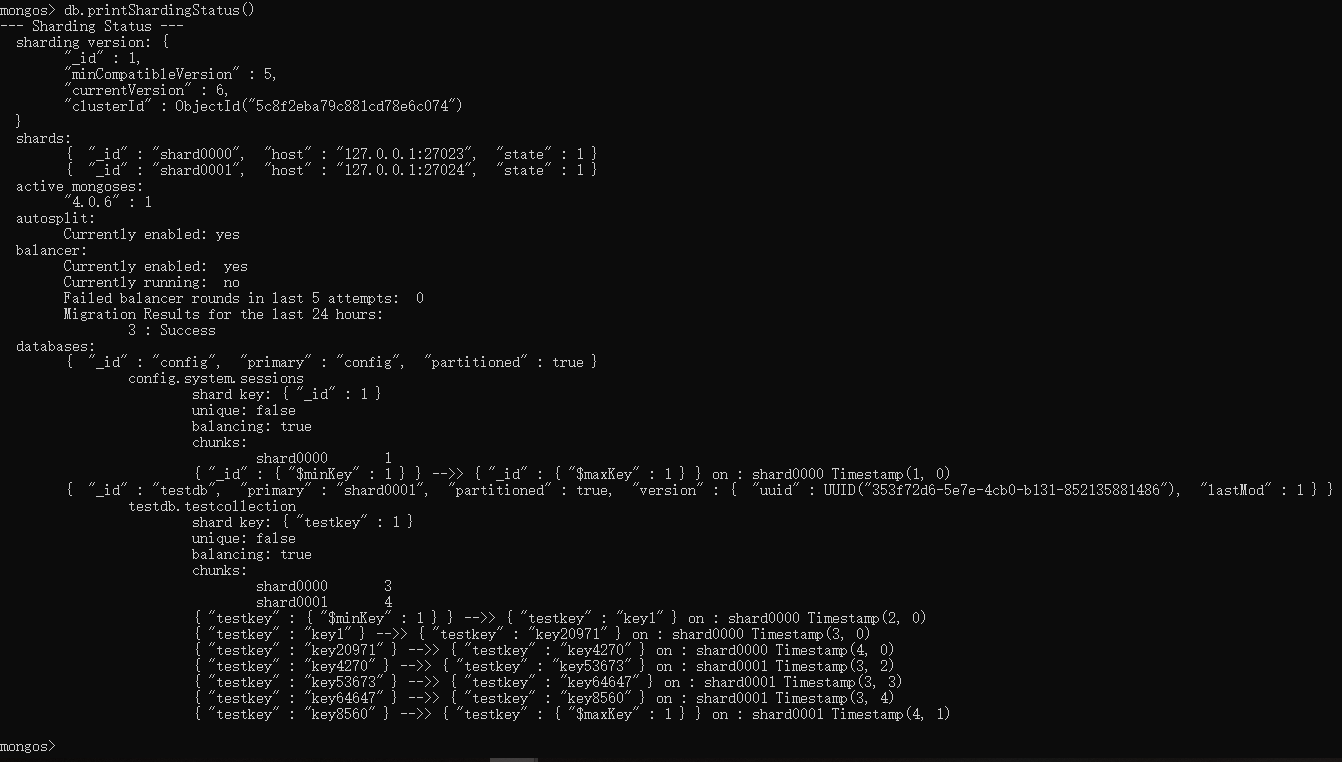 mongos> db.printShardingStatus()
--- Sharding Status ---
  sharding version: {
        "_id" : 1,
        "minCompatibleVersion" : 5,
        "currentVersion" : 6,
        "clusterId" : ObjectId("5c8f2eba79c881cd78e6c074")
  }
  shards:
        {  "_id" : "shard0000",  "host" : "127.0.0.1:27023",  "state" : 1 }
        {  "_id" : "shard0001",  "host" : "127.0.0.1:27024",  "state" : 1 }
  active mongoses:
        "4.0.6" : 1
  autosplit:
        Currently enabled: yes
  balancer:
        Currently enabled:  yes
        Currently running:  no
        Failed balancer rounds in last 5 attempts:  0
        Migration Results for the last 24 hours:
                3 : Success
  databases:
        {  "_id" : "config",  "primary" : "config",  "partitioned" : true }
                config.system.sessions
                        shard key: { "_id" : 1 }
                        unique: false
                        balancing: true
                        chunks:
                                shard0000       1
                        { "_id" : { "$minKey" : 1 } } -->> { "_id" : { "$maxKey" : 1 } } on : shard0000 Timestamp(1, 0)
        {  "_id" : "testdb",  "primary" : "shard0001",  "partitioned" : true,  "version" : {  "uuid" : UUID("353f72d6-5e7e-4cb0-b131-852135881486"),  "lastMod" : 1 } }
                testdb.testcollection
                        shard key: { "testkey" : 1 }
                        unique: false
                        balancing: true
                        chunks:
                                shard0000       3
                                shard0001       4
                        { "testkey" : { "$minKey" : 1 } } -->> { "testkey" : "key1" } on : shard0000 Timestamp(2, 0)
                        { "testkey" : "key1" } -->> { "testkey" : "key20971" } on : shard0000 Timestamp(3, 0)
                        { "testkey" : "key20971" } -->> { "testkey" : "key4270" } on : shard0000 Timestamp(4, 0)
                        { "testkey" : "key4270" } -->> { "testkey" : "key53673" } on : shard0001 Timestamp(3, 2)
                        { "testkey" : "key53673" } -->> { "testkey" : "key64647" } on : shard0001 Timestamp(3, 3)
                        { "testkey" : "key64647" } -->> { "testkey" : "key8560" } on : shard0001 Timestamp(3, 4)
                        { "testkey" : "key8560" } -->> { "testkey" : { "$maxKey" : 1 } } on : shard0001 Timestamp(4, 1)
mongos>